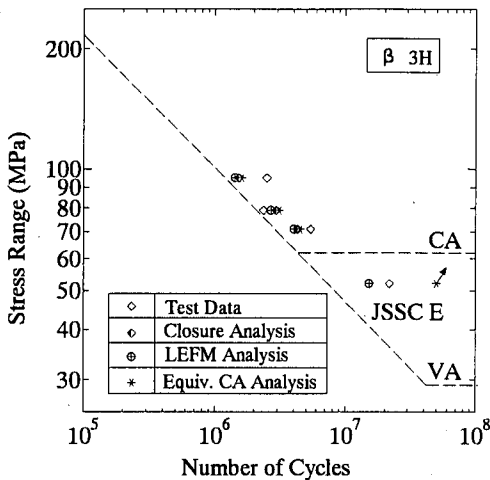 Stress Range (MPa)
200
100
90
80
70
60
50
40
30
β 3H
CA
JSSC E
VA
Test Data
Closure Analysis
LEFM Analysis
Equiv. CA Analysis
10^5
10^6
10^7
10^8
Number of Cycles